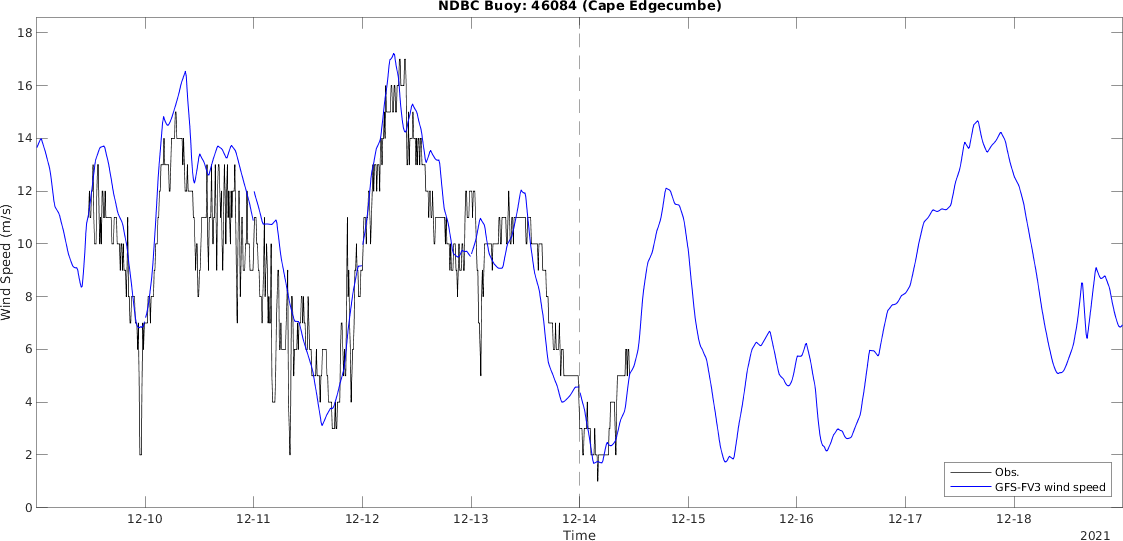 NDBC Buoy: 46084 (Cape Edgecumbe)
18
16
14
12
10
8
6
4
2
0
Wind Speed (m/s)
12-10 12-11 12-12 12-13 12-14 12-15 12-16 12-17 12-18
Time
2021
Obs.
GFS-FV3 wind speed